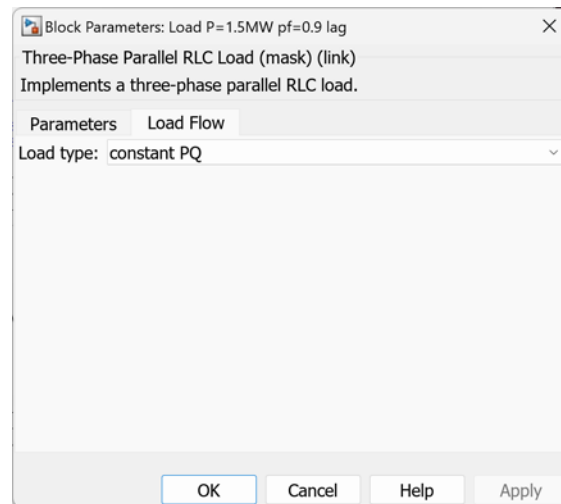 Block Parameters: Load P=1.5MW pf=0.9 lag
Three-Phase Parallel RLC Load (mask) (link)
Implements a three-phase parallel RLC load.
Parameters Load Flow
Load type: constant PQ
OK Cancel Help Apply